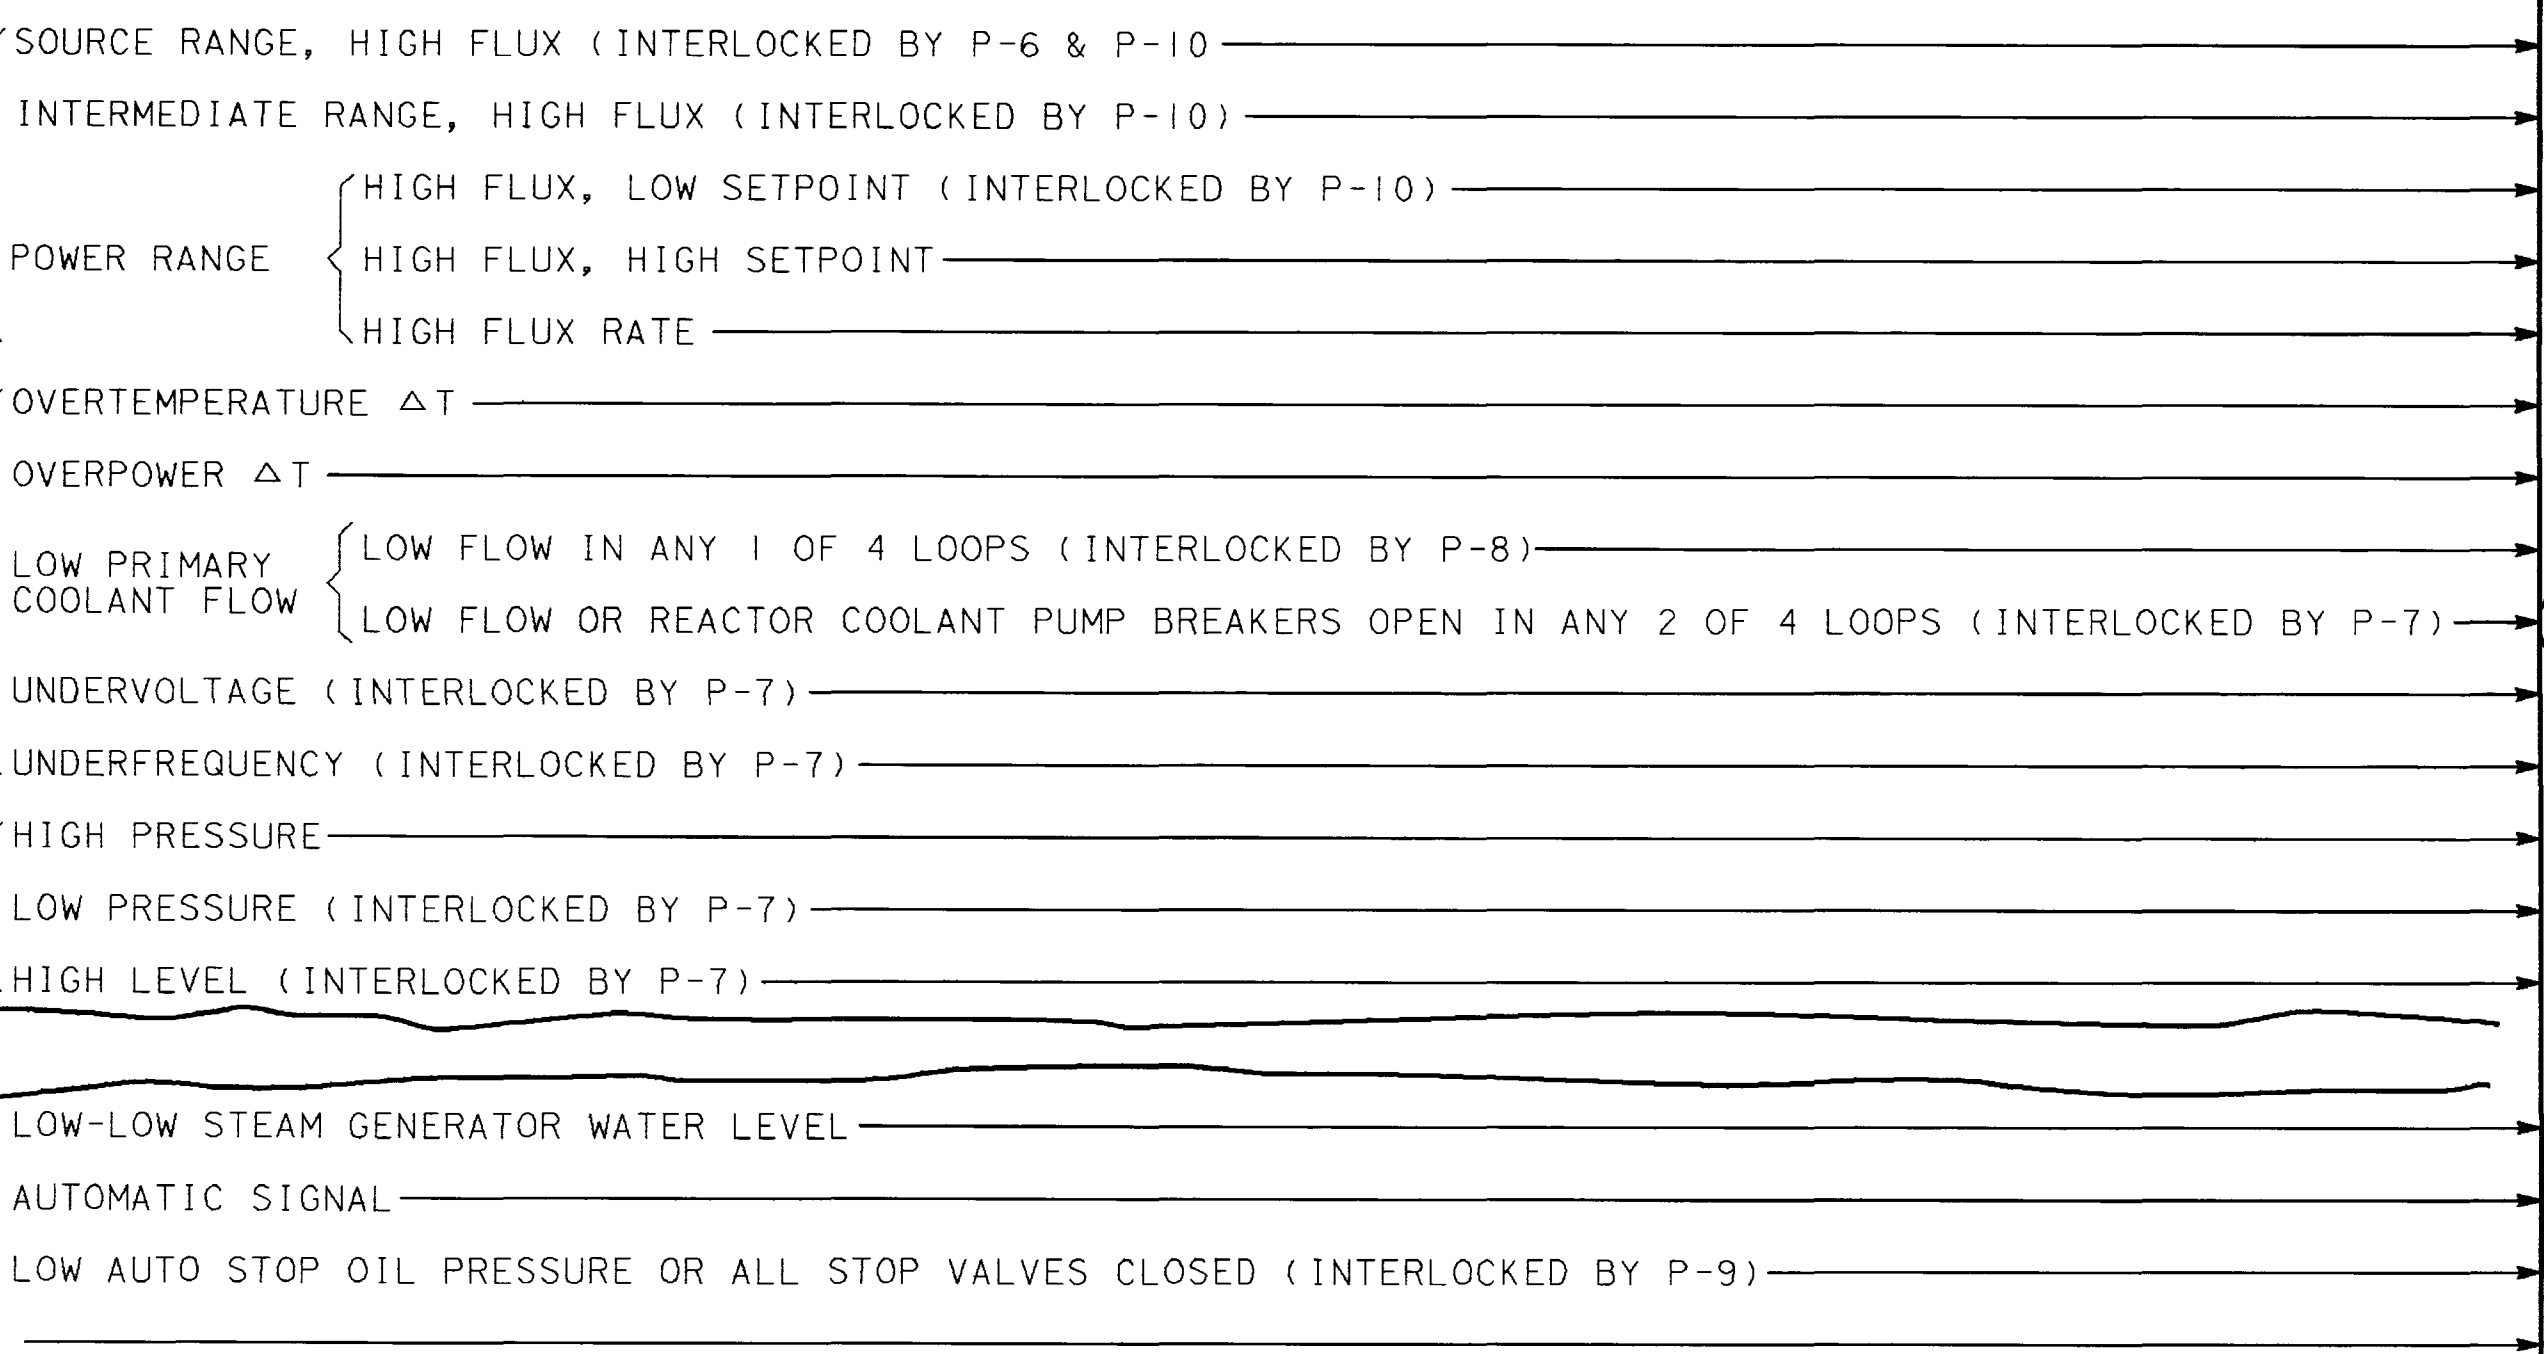 SOURCE RANGE, HIGH FLUX (INTERLOCKED BY P-6 & P-10
INTERMEDIATE RANGE, HIGH FLUX (INTERLOCKED BY P-10)
HIGH FLUX, LOW SETPOINT (INTERLOCKED BY P-10)
POWER RANGE HIGH FLUX, HIGH SETPOINT
HIGH FLUX RATE
OVERTEMPERATURE △T
OVERPOWER △T
LOW PRIMARY
COOLANT FLOW
LOW FLOW IN ANY 1 OF 4 LOOPS (INTERLOCKED BY P-8)
LOW FLOW OR REACTOR COOLANT PUMP BREAKERS OPEN IN ANY 2 OF 4 LOOPS (INTERLOCKED BY P-7)
UNDERVOLTAGE (INTERLOCKED BY P-7)
UNDERFREQUENCY (INTERLOCKED BY P-7)
HIGH PRESSURE
LOW PRESSURE (INTERLOCKED BY P-7)
HIGH LEVEL (INTERLOCKED BY P-7)
LOW-LOW STEAM GENERATOR WATER LEVEL
AUTOMATIC SIGNAL
LOW AUTO STOP OIL PRESSURE OR ALL STOP VALVES CLOSED (INTERLOCKED BY P-9)